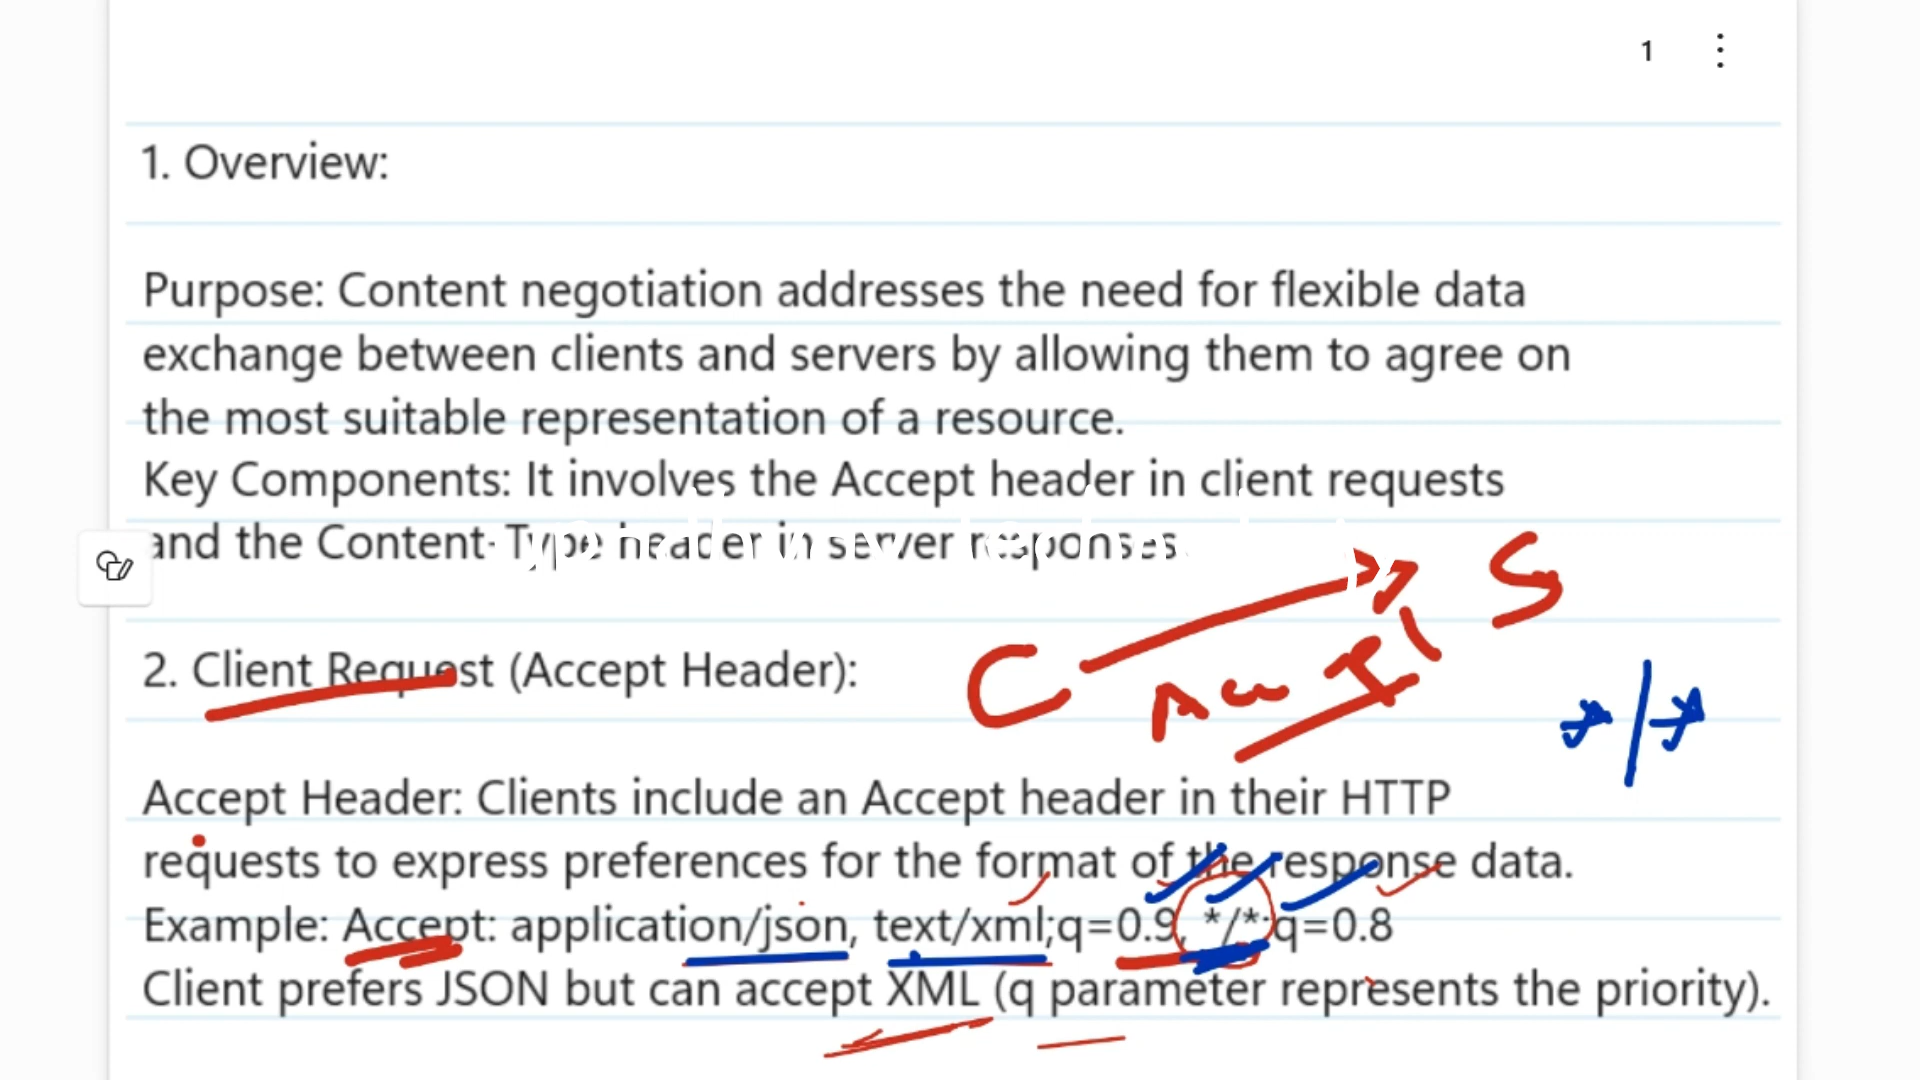 1
1. Overview:
Purpose: Content negotiation addresses the need for flexible data
exchange between clients and servers by allowing them to agree on
the most suitable representation of a resource.
Key Components: It involves the Accept header in client requests
and the Content-Type header in server responses.
S
2. Client Request (Accept Header):
C
*/*
Accept Header: Clients include an Accept header in their HTTP
requests to express preferences for the format of the response data.
Example: Accept: application/json, text/xml;q=0.9, */*;q=0.8
Client prefers JSON but can accept XML (q parameter represents the priority).